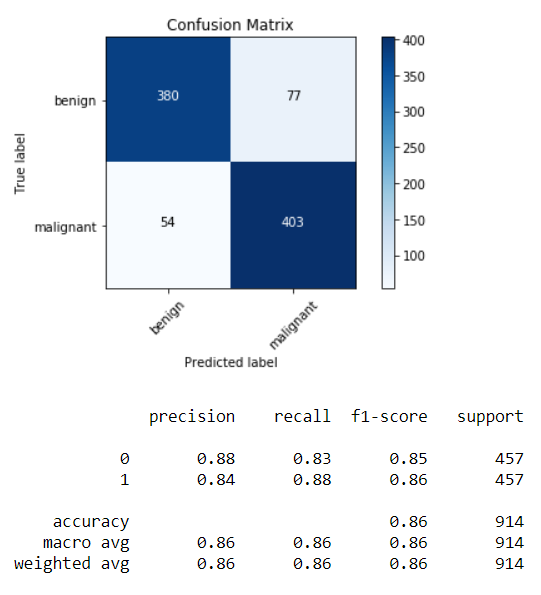 Confusion Matrix
benign
380
77
malignant
54
403
True label
benign
malignant
Predicted label
400
350
300
250
200
150
100
precision recall f1-score support
0 0.88 0.83 0.85 457
1 0.84 0.88 0.86 457
accuracy 0.86 914
macro avg 0.86 0.86 0.86 914
weighted avg 0.86 0.86 0.86 914